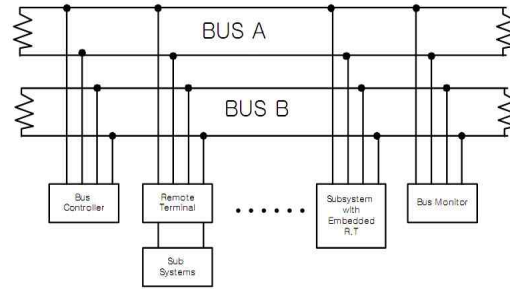 BUS A
BUS B
Bus
Controller
Remote
Terminal
Sub
Systems
Subsystem
with
Embedded
R.T
Bus Monitor